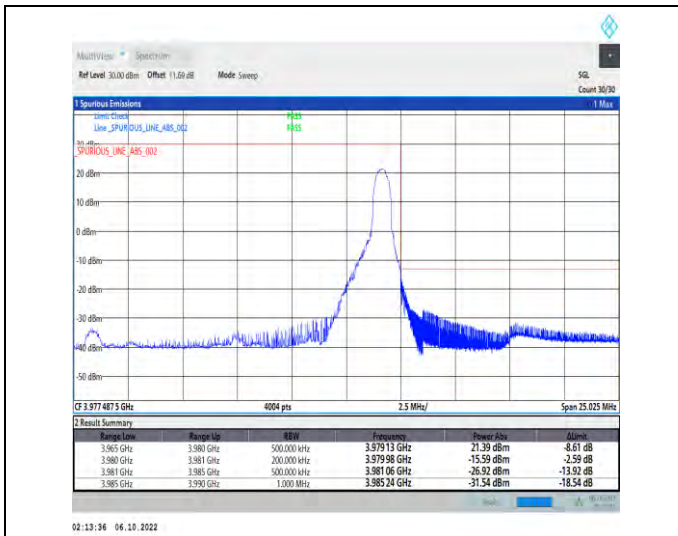 MultiView Spectrum
Ref Level 30.00 dBm Offset 11.69 dB Mode Sweep SGL
Count 30/30
1 Spurious Emissions 1 Max
Limit Check PASS
Line _SPURIOUS_LINE_ABS_002 PASS
30 dBm
_SPURIOUS_LINE_ABS_002
20 dBm
10 dBm
0 dBm
-10 dBm
-20 dBm
-30 dBm
-40 dBm
-50 dBm
CF 3.977 487 5 GHz 4004 pts 2.5 MHz/ Span 25.025 MHz
2 Result Summary
Range Low Range Up RBW Frequency Power Abs ΔLimit
3.965 GHz 3.980 GHz 500.000 kHz 3.979 13 GHz 21.39 dBm -8.61 dB
3.980 GHz 3.981 GHz 200.000 kHz 3.979 98 GHz -15.59 dBm -2.59 dB
3.981 GHz 3.985 GHz 500.000 kHz 3.981 06 GHz -26.92 dBm -13.92 dB
3.985 GHz 3.990 GHz 1.000 MHz 3.985 24 GHz -31.54 dBm -18.54 dB
02:13:36 06.10.2022